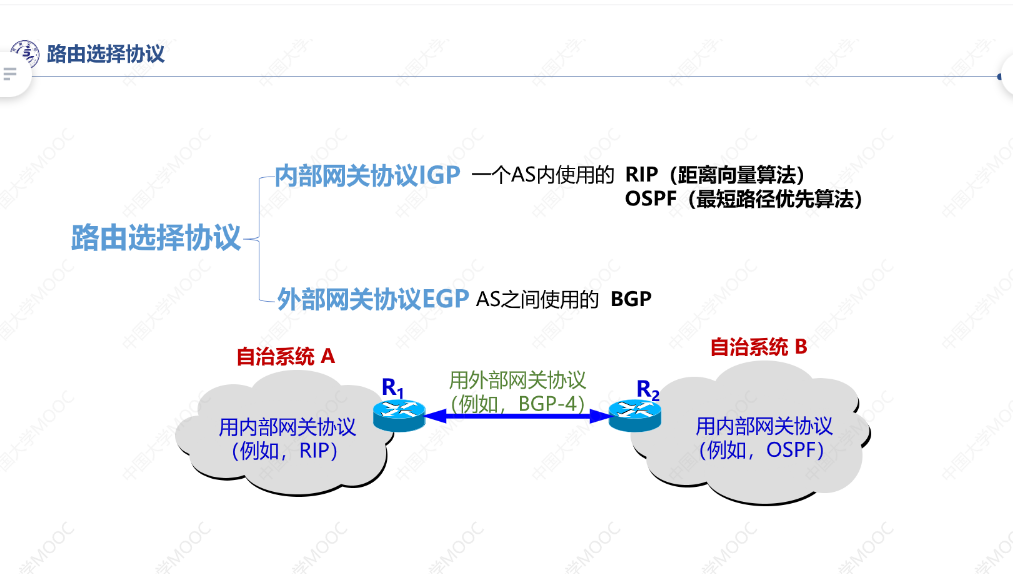 路由选择协议
内部网关协议IGP 一个AS内使用的 RIP（距离向量算法）
OSPF（最短路径优先算法）
路由选择协议
外部网关协议EGP AS之间使用的 BGP
自治系统 A
自治系统 B
R1
用外部网关协议
（例如，BGP-4）
R2
用内部网关协议
（例如，RIP）
用内部网关协议
（例如，OSPF）
中国大学MOOC